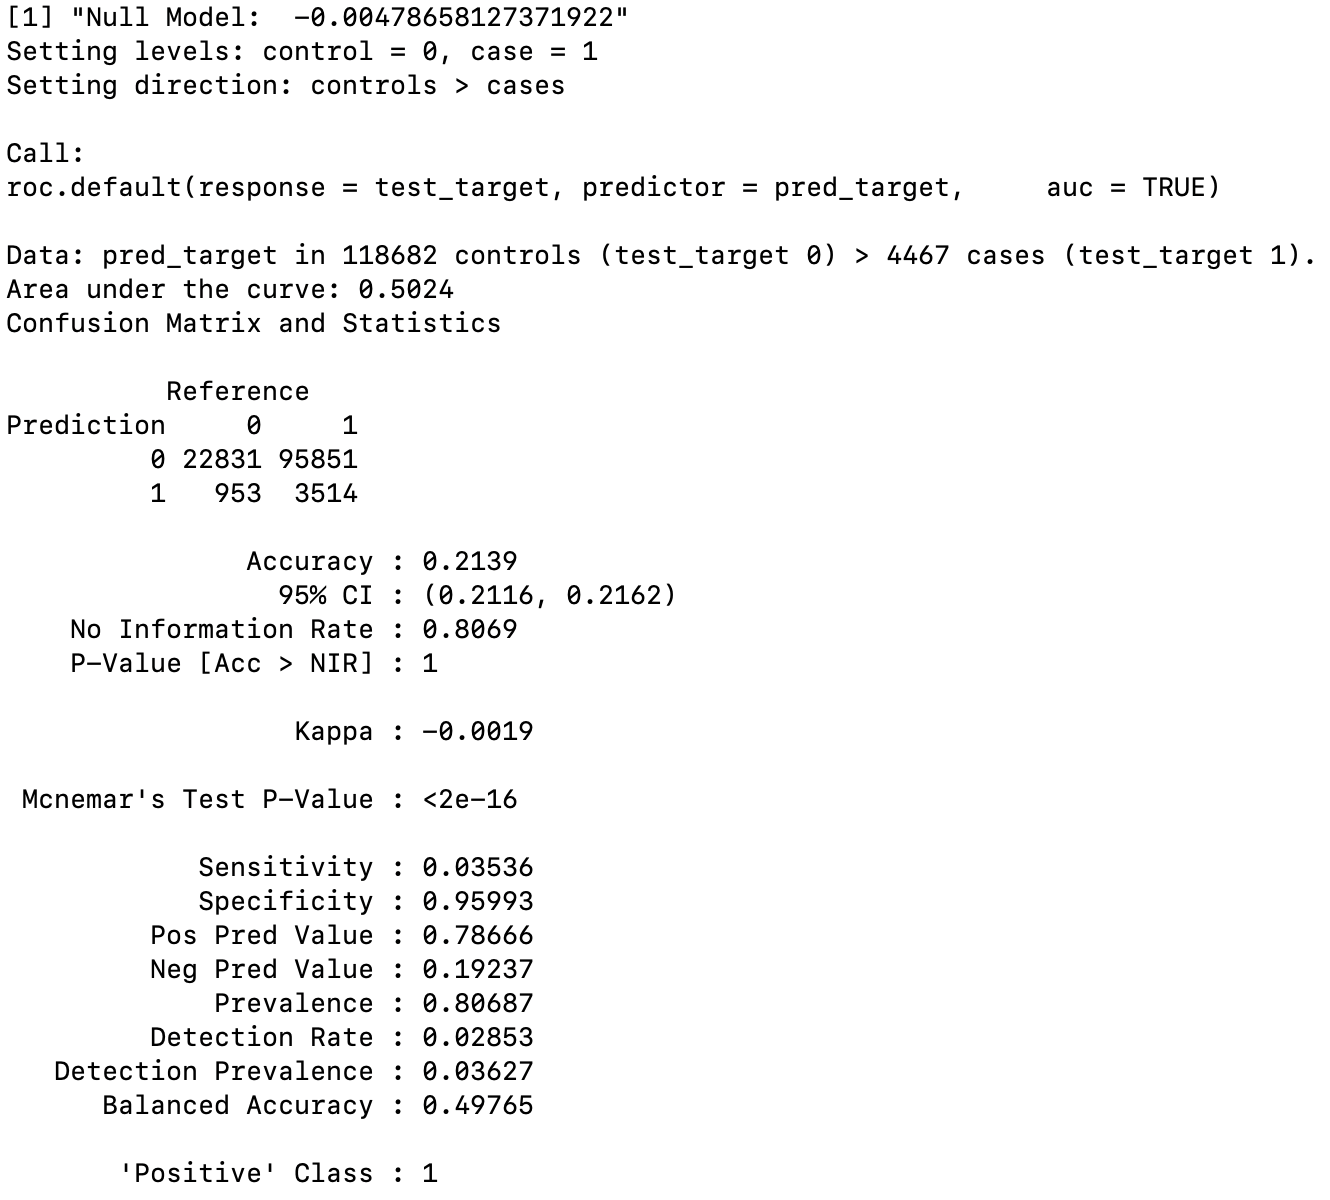 [1] "Null Model:  -0.00478658127371922"
Setting levels: control = 0, case = 1
Setting direction: controls > cases

Call:
roc.default(response = test_target, predictor = pred_target,     auc = TRUE)

Data: pred_target in 118682 controls (test_target 0) > 4467 cases (test_target 1).
Area under the curve: 0.5024
Confusion Matrix and Statistics

          Reference
Prediction     0     1
         0 22831 95851
         1   953  3514

               Accuracy : 0.2139
                 95% CI : (0.2116, 0.2162)
    No Information Rate : 0.8069
    P-Value [Acc > NIR] : 1

                  Kappa : -0.0019

 Mcnemar's Test P-Value : <2e-16

            Sensitivity : 0.03536
            Specificity : 0.95993
         Pos Pred Value : 0.78666
         Neg Pred Value : 0.19237
             Prevalence : 0.80687
         Detection Rate : 0.02853
   Detection Prevalence : 0.03627
      Balanced Accuracy : 0.49765

       'Positive' Class : 1